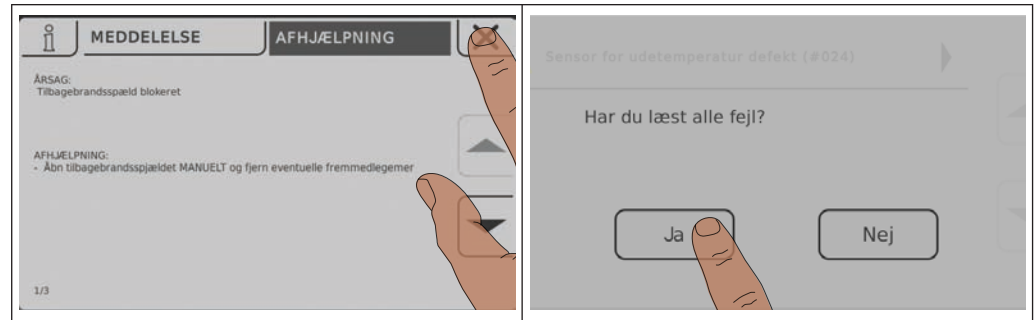 MEDDELELSE
AFHJÆLPNING
ÅRSAG:
Tilbagebrandsspæld blokeret
AFHJÆLPNING:
- Åbn tilbagebrandsspjældet MANUELT og fjern eventuelle fremmedlegemer
1/3
Sensor for udetemperatur defekt (#024)
Har du læst alle fejl?
Ja
Nej